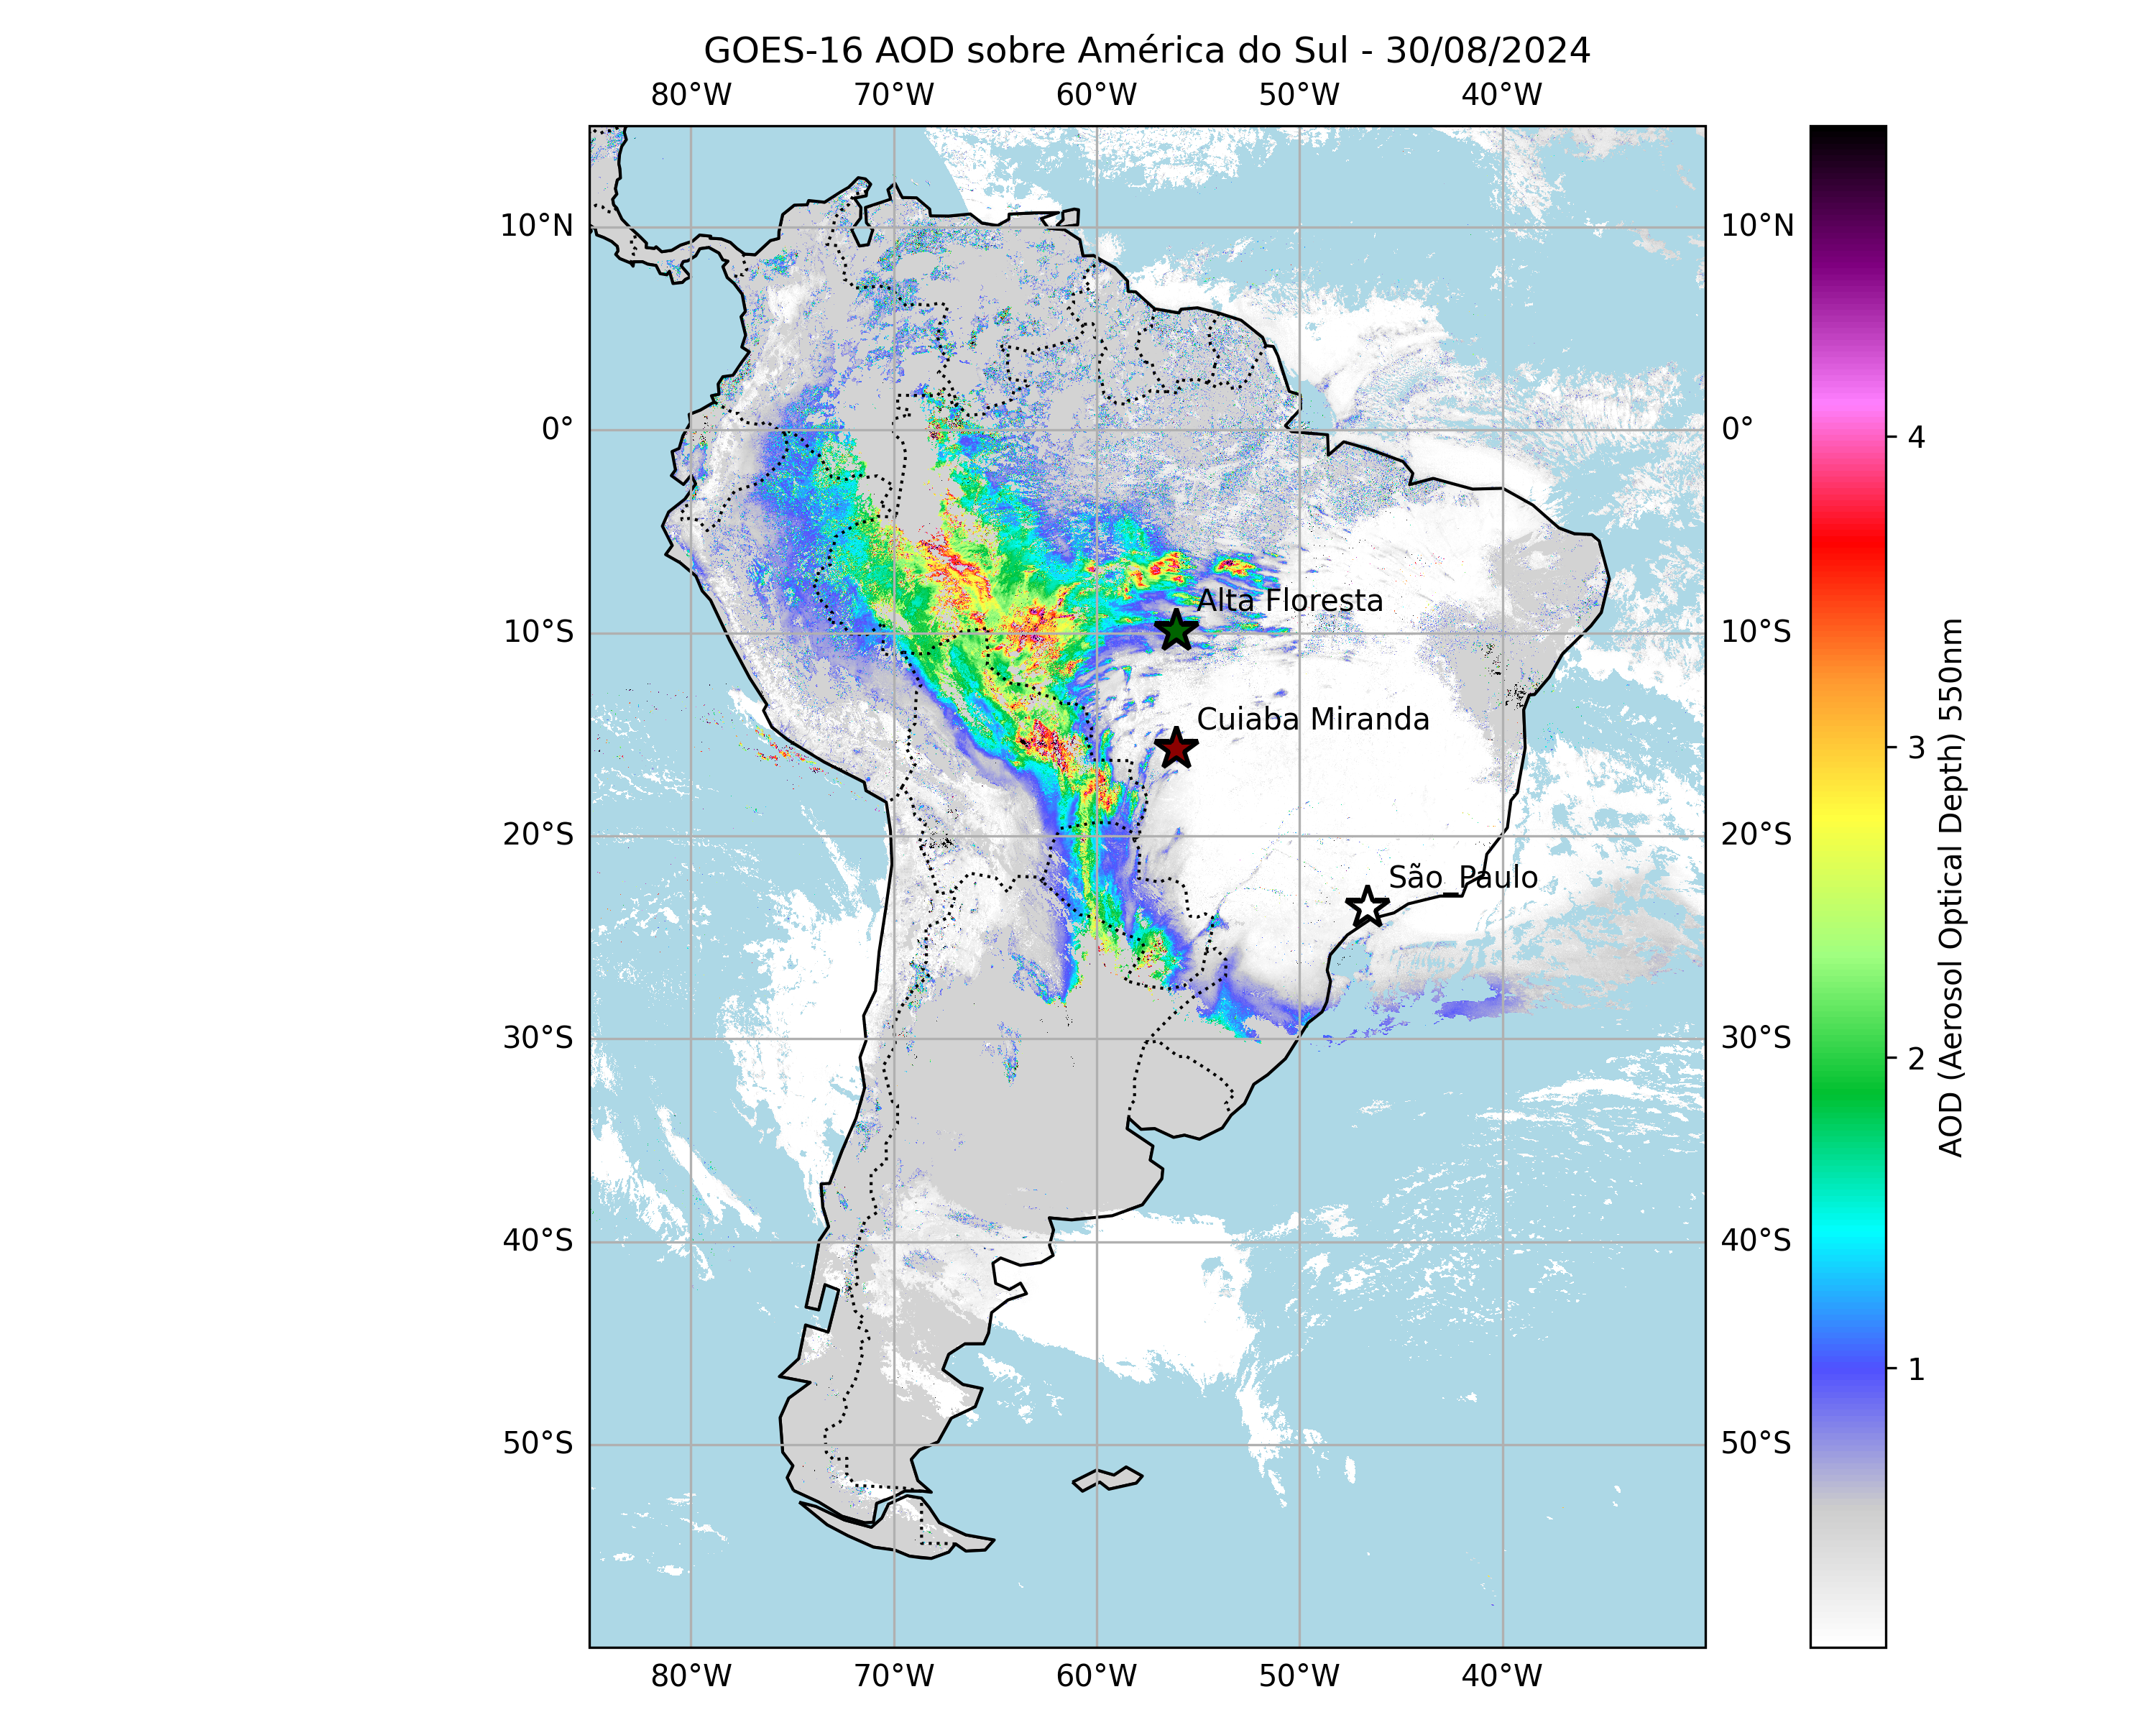 GOES-16 AOD sobre América do Sul - 30/08/2024
80°W 70°W 60°W 50°W 40°W
10°N 10°N
0° 0°
4
Alta Floresta
10°S 10°S
Cuiaba Miranda
3
20°S 20°S
São_Paulo
AOD (Aerosol Optical Depth) 550nm
30°S 30°S
2
40°S 40°S
1
50°S 50°S
80°W 70°W 60°W 50°W 40°W